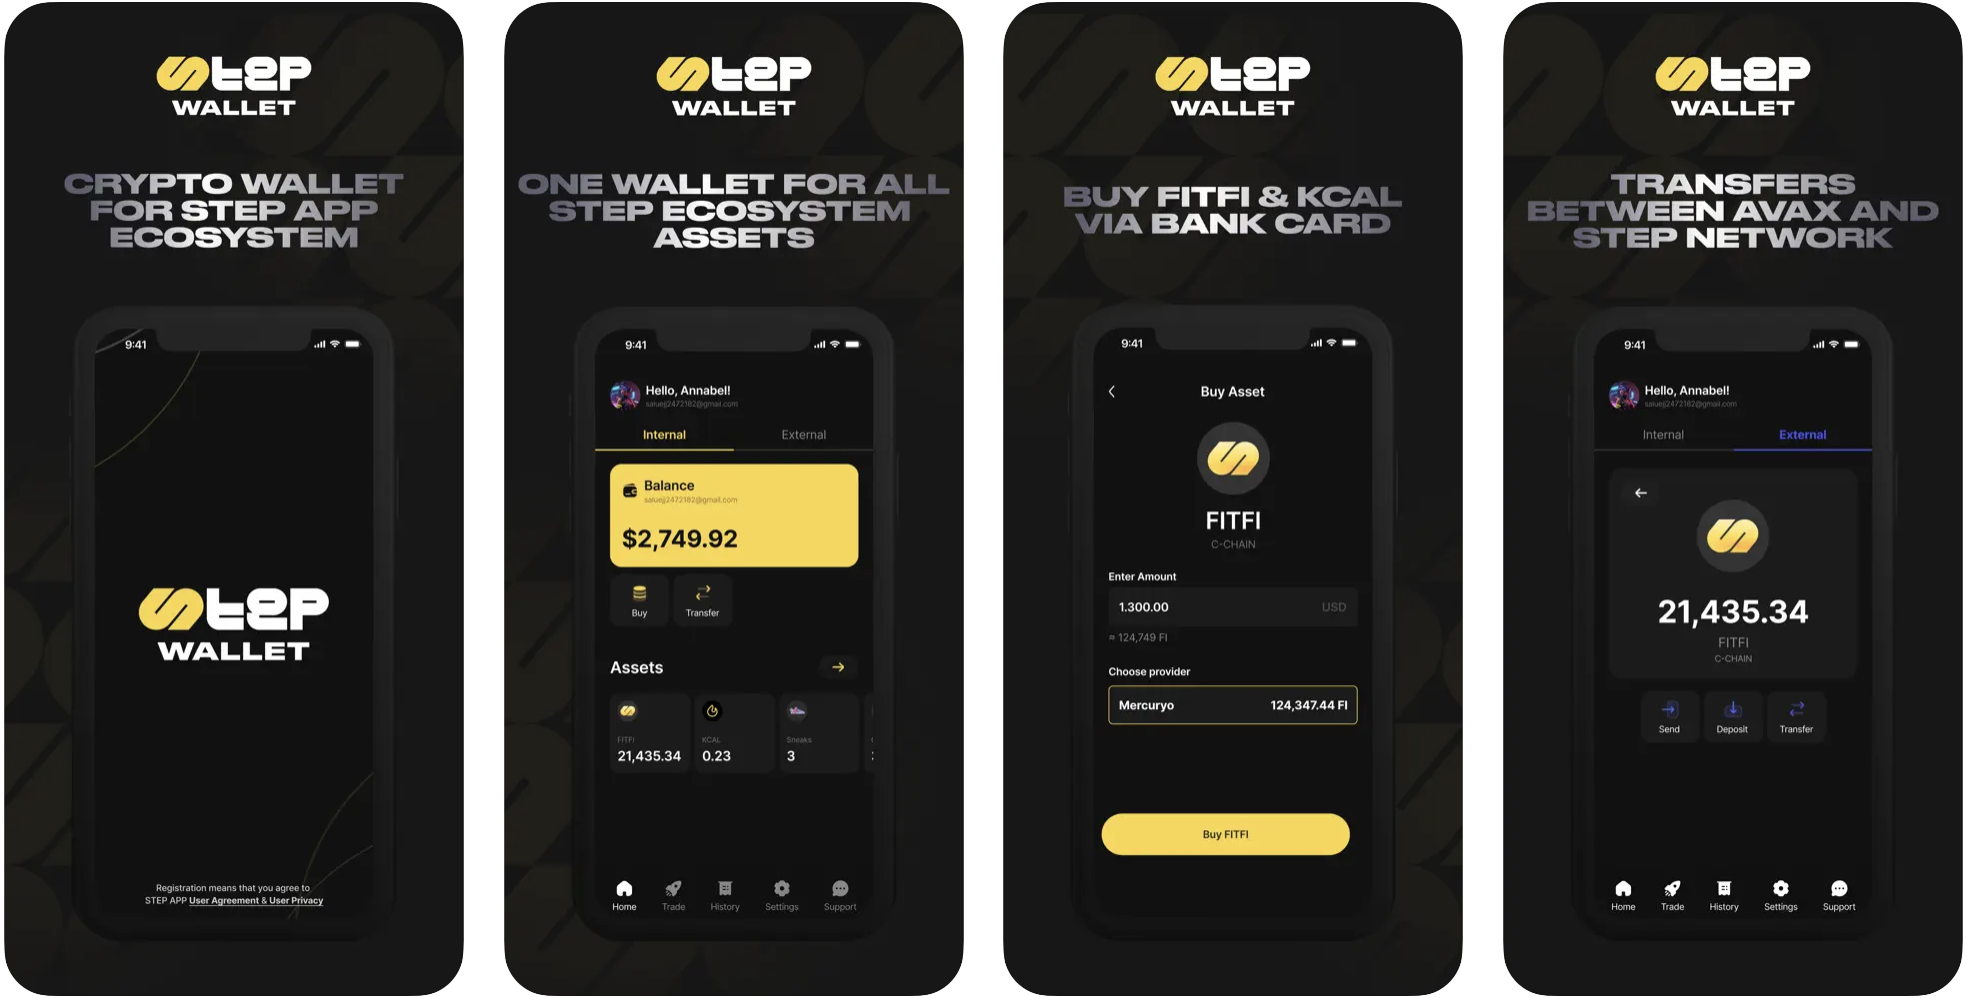 Step
WALLET
CRYPTO WALLET
FOR STEP APP
ECOSYSTEM
9:41
Step
WALLET
Registration means that you agree to
STEP APP User Agreement & User Privacy
Step
WALLET
ONE WALLET FOR ALL
STEP ECOSYSTEM
ASSETS
9:41
Hello, Annabel!
saluejj2472182@gmail.com
Internal External
Balance
saluejj2472182@gmail.com
$2,749.92
Buy Transfer
Assets
FITFI KCAL Sneaks
21,435.34 0.23 3
Home Trade History Settings Support
Step
WALLET
BUY FITFI & KCAL
VIA BANK CARD
9:41
Buy Asset
FITFI
C-CHAIN
Enter Amount
1.300.00 USD
≈ 124,749 FI
Choose provider
Mercuryo 124,347.44 FI
Buy FITFI
Step
WALLET
TRANSFERS
BETWEEN AVAX AND
STEP NETWORK
9:41
Hello, Annabel!
saluejj2472182@gmail.com
Internal External
21,435.34
FITFI
C-CHAIN
Send Deposit Transfer
Home Trade History Settings Support